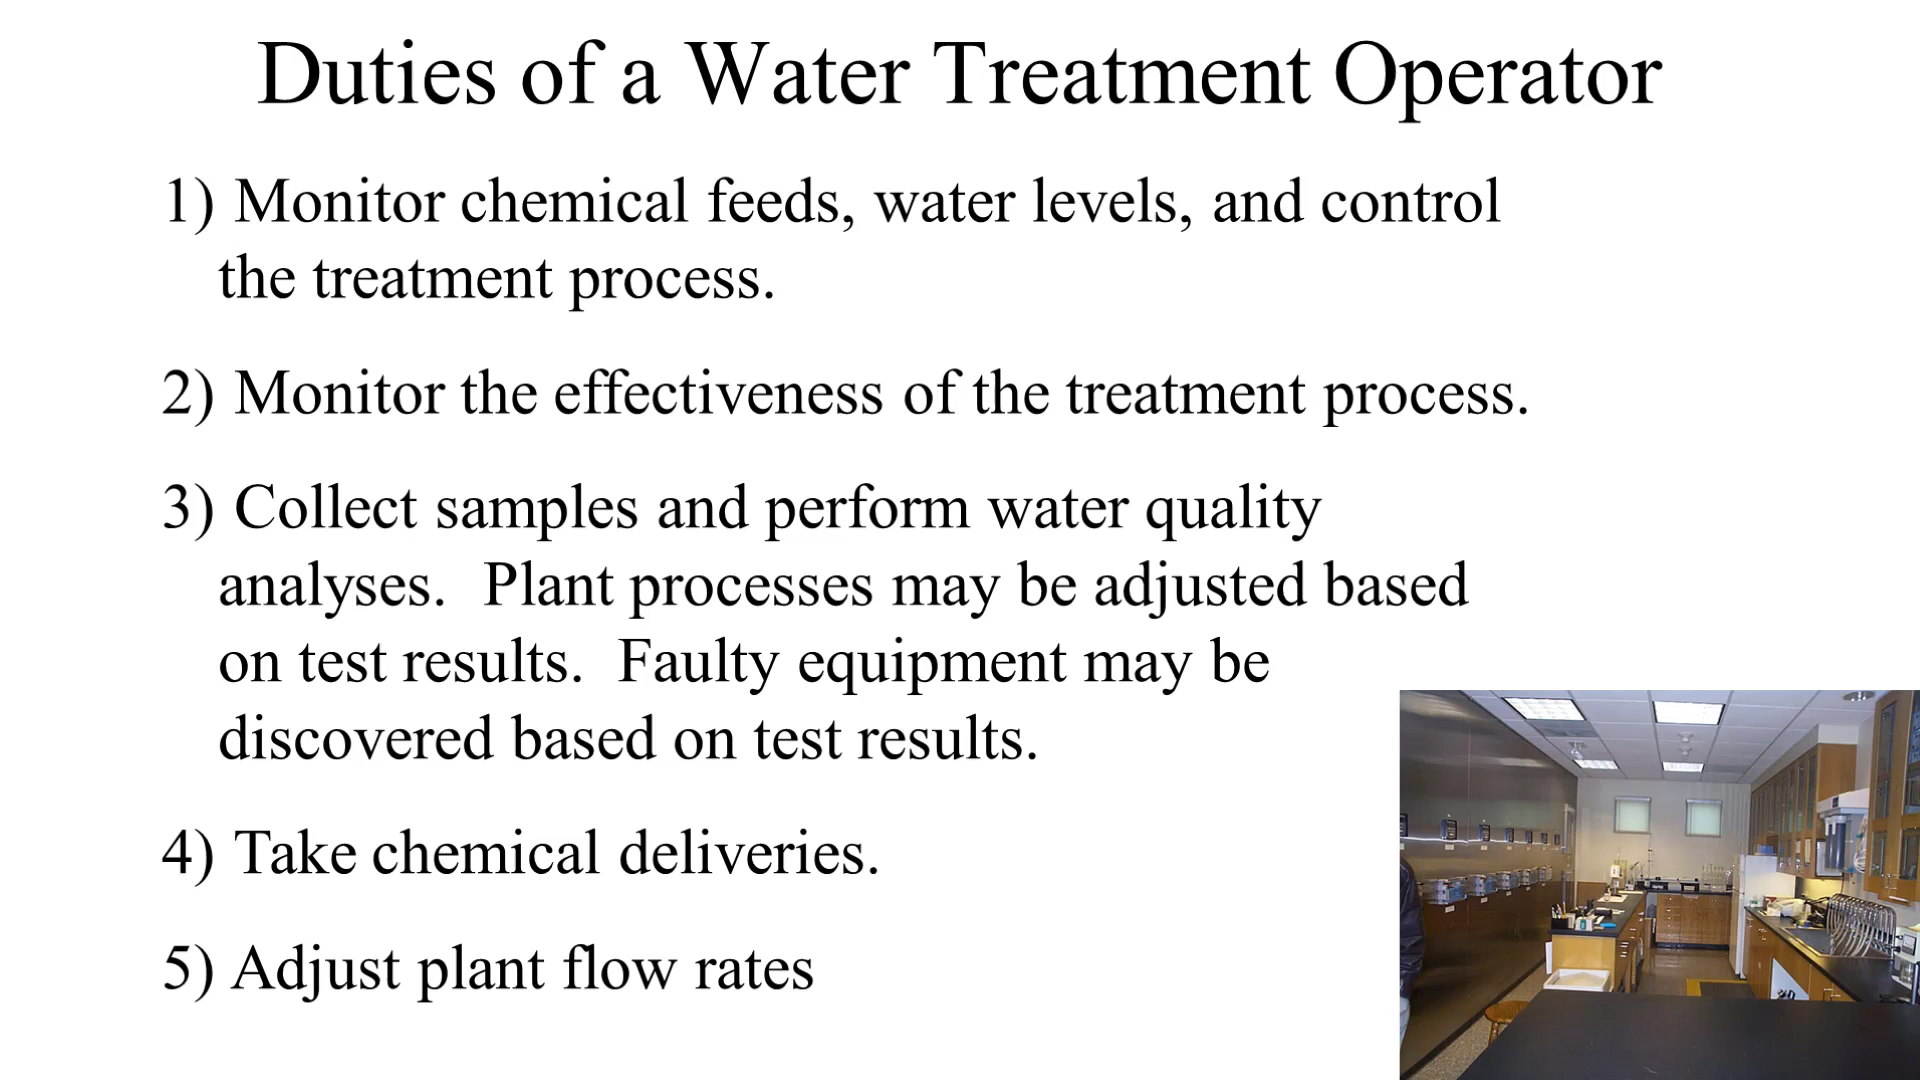 Duties of a Water Treatment Operator
1) Monitor chemical feeds, water levels, and control
the treatment process.
2) Monitor the effectiveness of the treatment process.
3) Collect samples and perform water quality
analyses.  Plant processes may be adjusted based
on test results.  Faulty equipment may be
discovered based on test results.
4) Take chemical deliveries.
5) Adjust plant flow rates